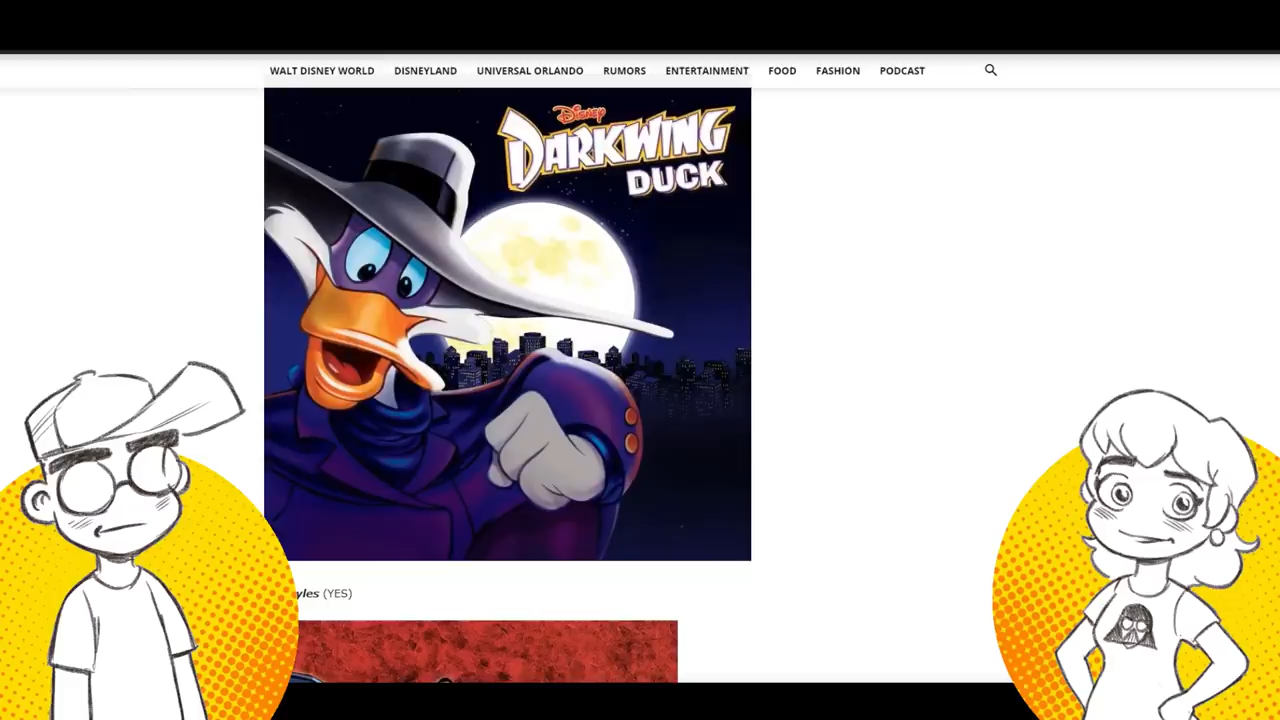 WALT DISNEY WORLD DISNEYLAND UNIVERSAL ORLANDO RUMORS ENTERTAINMENT FOOD FASHION PODCAST
Disney
DARKWING
DUCK
(YES)